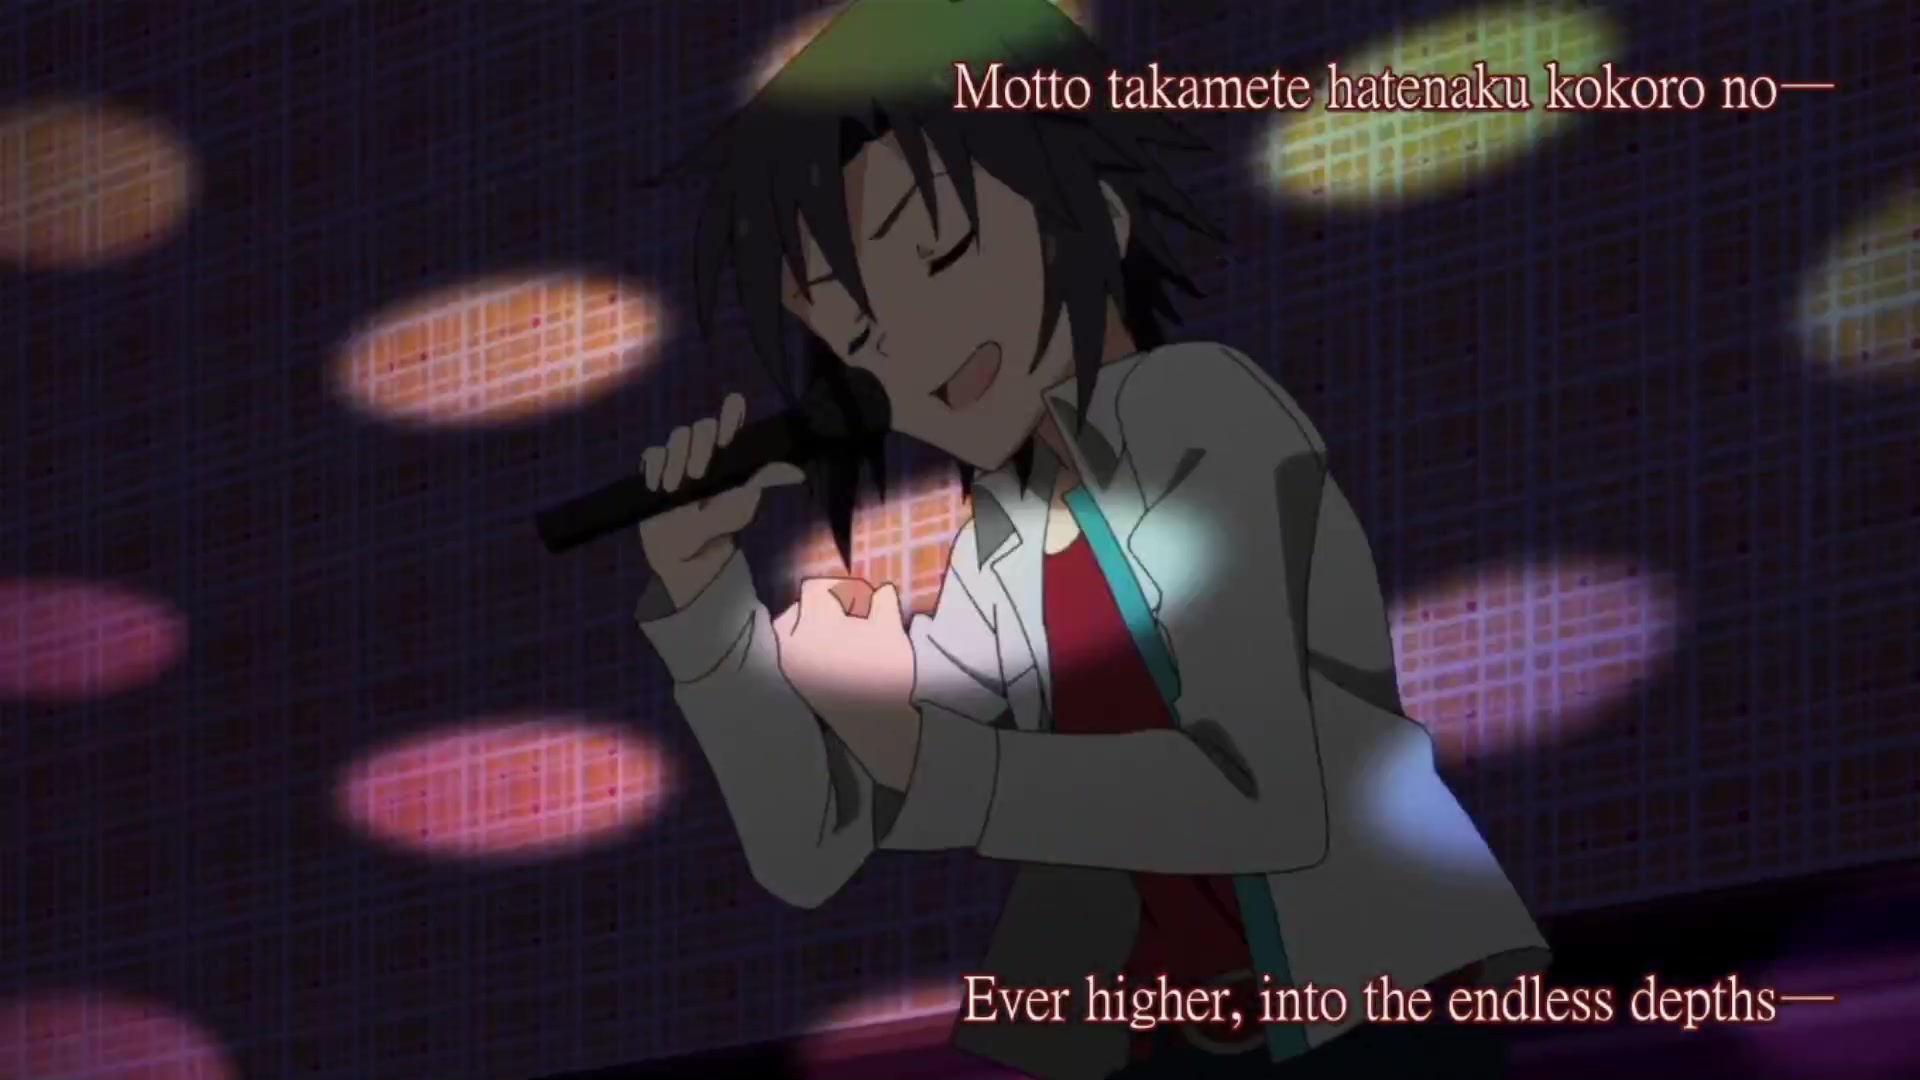 Motto takamete hatenaku kokoro no—
Ever higher, into the endless depths—